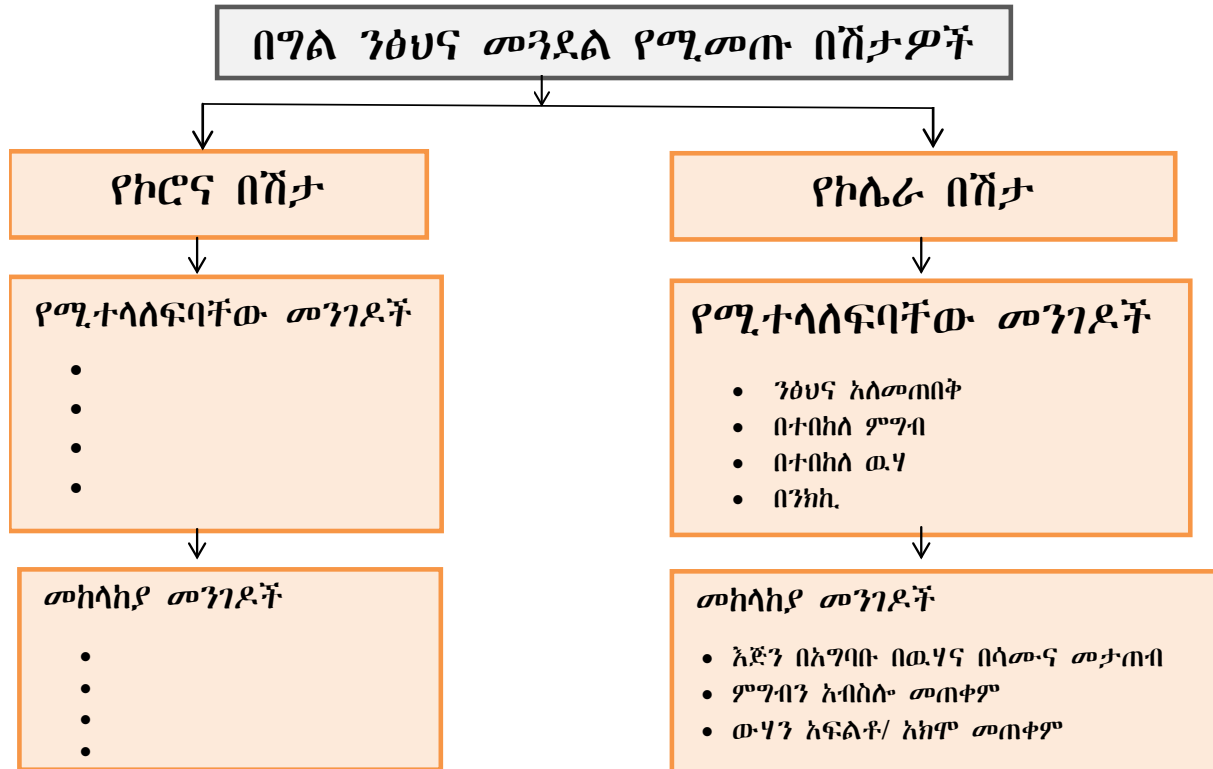 በግል ንፅህና መጓደል የሚመጡ በሽታዎች
የኮሮና በሽታ
የሚተላለፍባቸው መንገዶች
•
•
•
•
መከላከያ መንገዶች
•
•
•
•
የኮሌራ በሽታ
የሚተላለፍባቸው መንገዶች
• ንፅህና አለመጠበቅ
• በተበከለ ምግብ
• በተበከለ ዉሃ
• በንክኪ
መከላከያ መንገዶች
• እጅን በአግባቡ በዉሃና በሳሙና መታጠብ
• ምግብን አብስሎ መጠቀም
• ውሃን አፍልቶ/ አክሞ መጠቀም